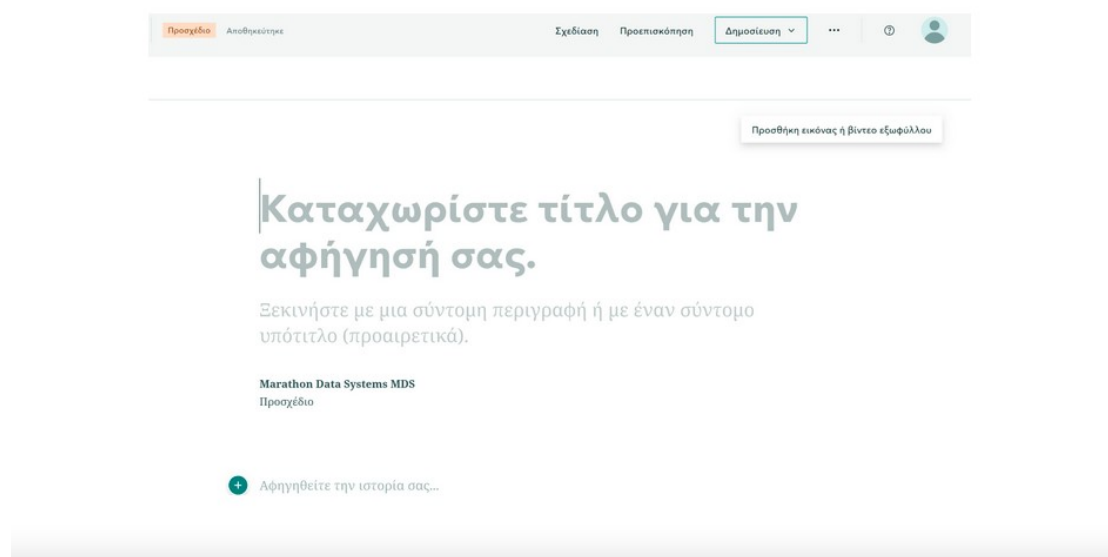 Προσχέδιο Αποθηκεύτηκε Σχεδίαση Προεπισκόπηση Δημοσίευση
Προσθήκη εικόνας ή βίντεο εξωφύλλου
Καταχωρίστε τίτλο για την
αφήγησή σας.
Ξεκινήστε με μια σύντομη περιγραφή ή με έναν σύντομο
υπότιτλο (προαιρετικά).
Marathon Data Systems MDS
Προσχέδιο
Αφηγηθείτε την ιστορία σας...